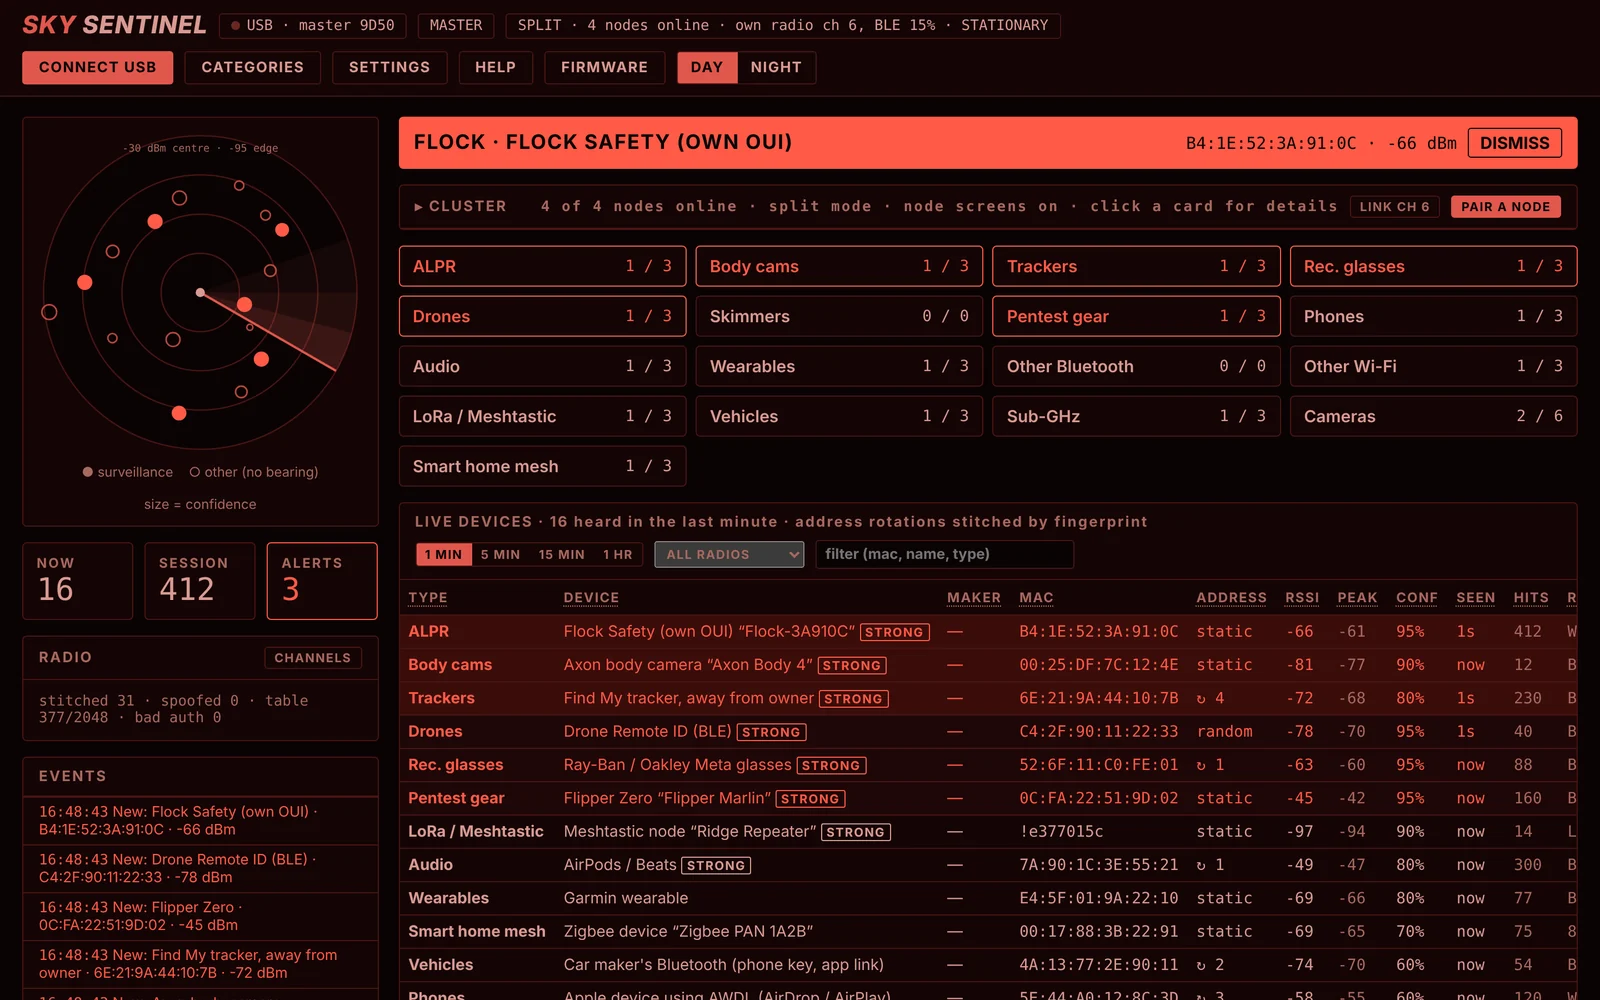 SKY SENTINEL USB · master 9D50 MASTER SPLIT · 4 nodes online · own radio ch 6, BLE 15% · STATIONARY
CONNECT USB CATEGORIES SETTINGS HELP FIRMWARE DAY NIGHT
-30 dBm centre · -95 edge
surveillance other (no bearing)
size = confidence
NOW
16
SESSION
412
ALERTS
3
RADIO CHANNELS
stitched 31 · spoofed 0 · table
377/2048 · bad auth 0
EVENTS
16:48:43 New: Flock Safety (own OUI) ·
B4:1E:52:3A:91:0C · -66 dBm
16:48:43 New: Drone Remote ID (BLE) ·
C4:2F:90:11:22:33 · -78 dBm
16:48:43 New: Flipper Zero ·
0C:FA:22:51:9D:02 · -45 dBm
16:48:43 New: Find My tracker, away from
owner · 6E:21:9A:44:10:7B · -72 dBm
FLOCK · FLOCK SAFETY (OWN OUI) B4:1E:52:3A:91:0C · -66 dBm DISMISS
▸ CLUSTER 4 of 4 nodes online · split mode · node screens on · click a card for details LINK CH 6 PAIR A NODE
ALPR 1 / 3 Body cams 1 / 3 Trackers 1 / 3 Rec. glasses 1 / 3
Drones 1 / 3 Skimmers 0 / 0 Pentest gear 1 / 3 Phones 1 / 3
Audio 1 / 3 Wearables 1 / 3 Other Bluetooth 0 / 0 Other Wi-Fi 1 / 3
LoRa / Meshtastic 1 / 3 Vehicles 1 / 3 Sub-GHz 1 / 3 Cameras 2 / 6
Smart home mesh 1 / 3
LIVE DEVICES · 16 heard in the last minute · address rotations stitched by fingerprint
1 MIN 5 MIN 15 MIN 1 HR ALL RADIOS filter (mac, name, type)
TYPE DEVICE MAKER MAC ADDRESS RSSI PEAK CONF SEEN HITS R
ALPR Flock Safety (own OUI) “Flock-3A910C” STRONG — B4:1E:52:3A:91:0C static -66 -61 95% 1s 412 W
Body cams Axon body camera “Axon Body 4” STRONG — 00:25:DF:7C:12:4E static -81 -77 90% now 12 B
Trackers Find My tracker, away from owner STRONG — 6E:21:9A:44:10:7B ↻ 4 -72 -68 80% 1s 230 B
Drones Drone Remote ID (BLE) STRONG — C4:2F:90:11:22:33 random -78 -70 95% 1s 40 B
Rec. glasses Ray-Ban / Oakley Meta glasses STRONG — 52:6F:11:C0:FE:01 ↻ 1 -63 -60 95% now 88 B
Pentest gear Flipper Zero “Flipper Marlin” STRONG — 0C:FA:22:51:9D:02 static -45 -42 95% now 160 B
LoRa / Meshtastic Meshtastic node “Ridge Repeater” STRONG — !e377015c static -97 -94 90% now 14 L
Audio AirPods / Beats STRONG — 7A:90:1C:3E:55:21 ↻ 1 -49 -47 80% now 300 B
Wearables Garmin wearable — E4:5F:01:9A:22:10 static -69 -66 80% now 77 B
Smart home mesh Zigbee device “Zigbee PAN 1A2B” — 00:17:88:3B:22:91 static -69 -65 70% now 75 8
Vehicles Car maker's Bluetooth (phone key, app link) — 4A:13:77:2E:90:11 ↻ 2 -74 -70 60% now 54 B
Phones Apple device using AWDL (AirDrop / AirPlay) — 5E:44:A0:12:8C:3D ↻ 3 -58 -55 60% now 120 W